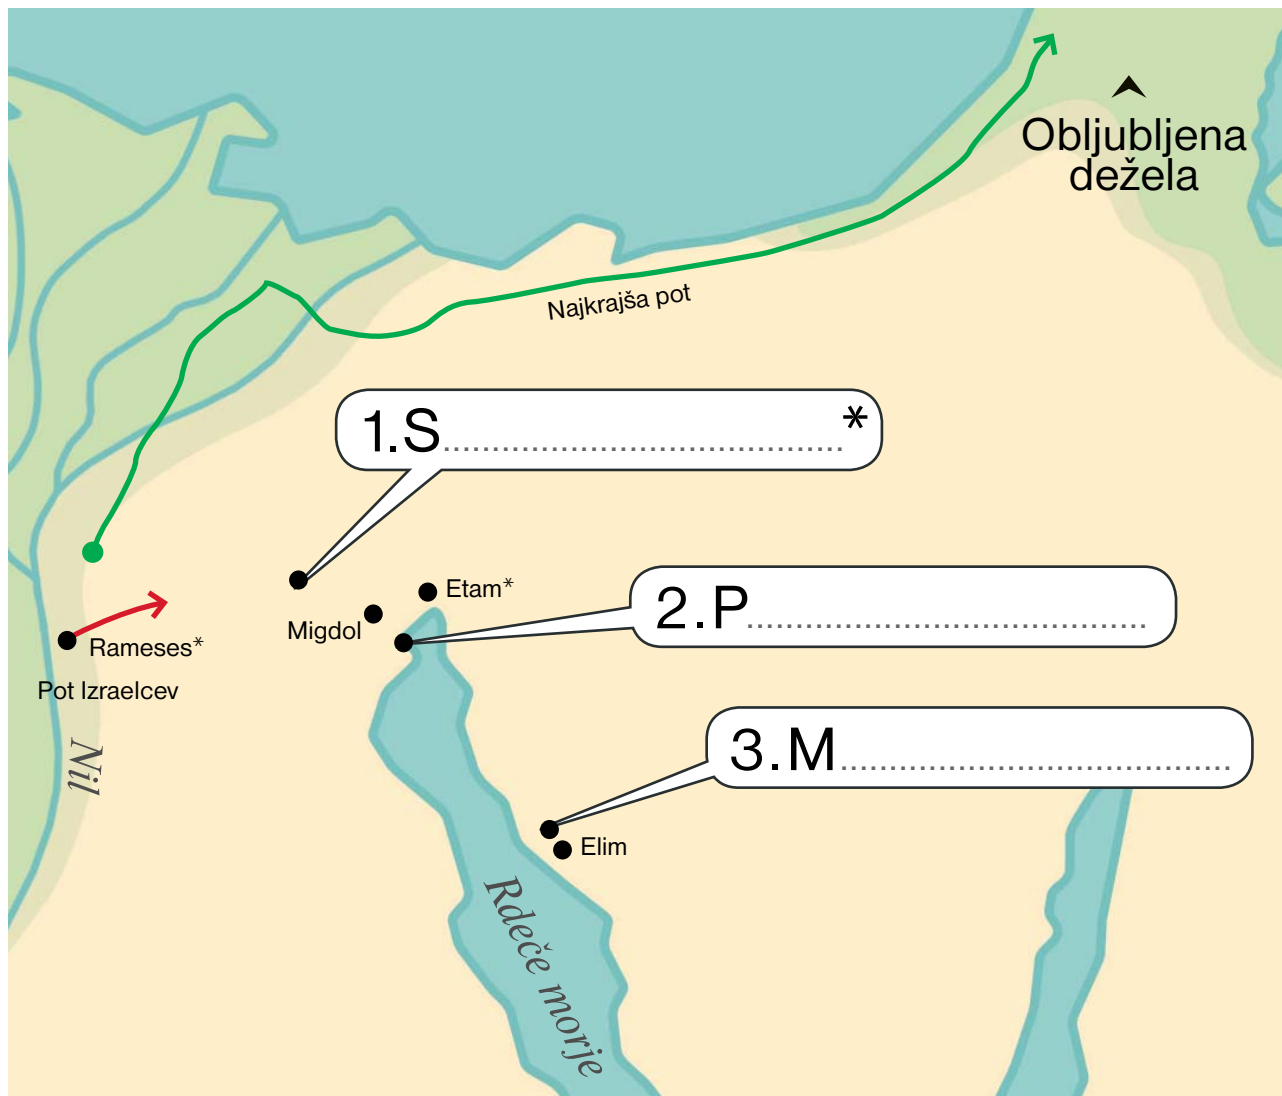 Obljubljena
dežela
Najkrajša pot
1.S........................................*
Etam*
2.P........................................
Migdol
Rameses*
Pot Izraelcev
3.M........................................
Nil
Elim
Rdeče morje